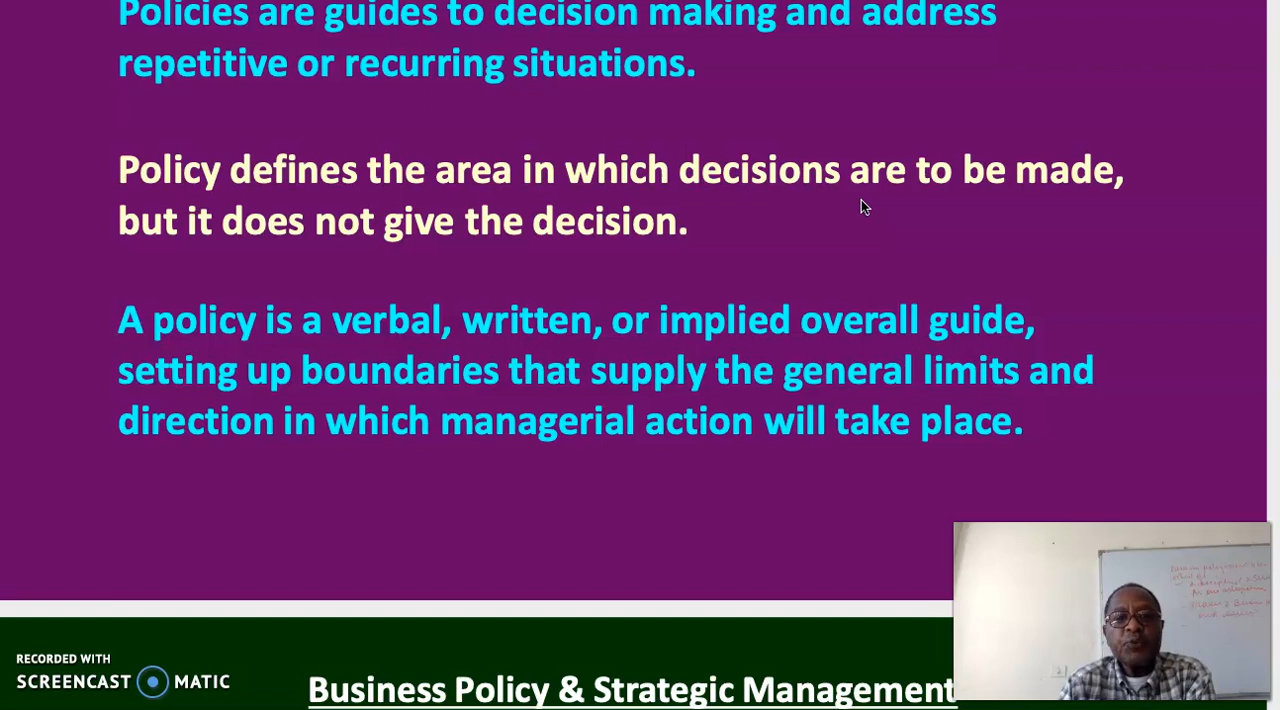 Policies are guides to decision making and address
repetitive or recurring situations.
Policy defines the area in which decisions are to be made,
but it does not give the decision.
A policy is a verbal, written, or implied overall guide,
setting up boundaries that supply the general limits and
direction in which managerial action will take place.
RECORDED WITH
SCREENCAST MATIC
Business Policy & Strategic Management